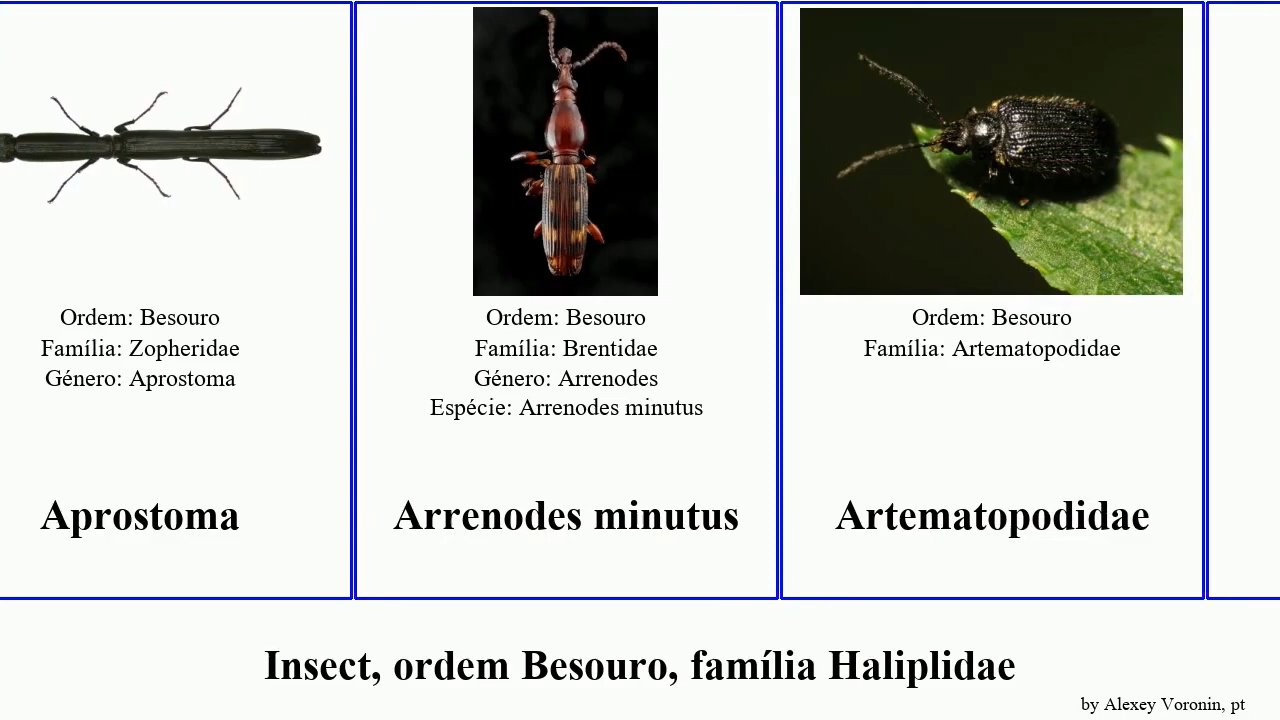 Ordem: Besouro
Família: Zopheridae
Género: Aprostoma
Aprostoma
Ordem: Besouro
Família: Brentidae
Género: Arrenodes
Espécie: Arrenodes minutus
Arrenodes minutus
Ordem: Besouro
Família: Artematopodidae
Artematopodidae
Insect, ordem Besouro, família Haliplidae
by Alexey Voronin, pt